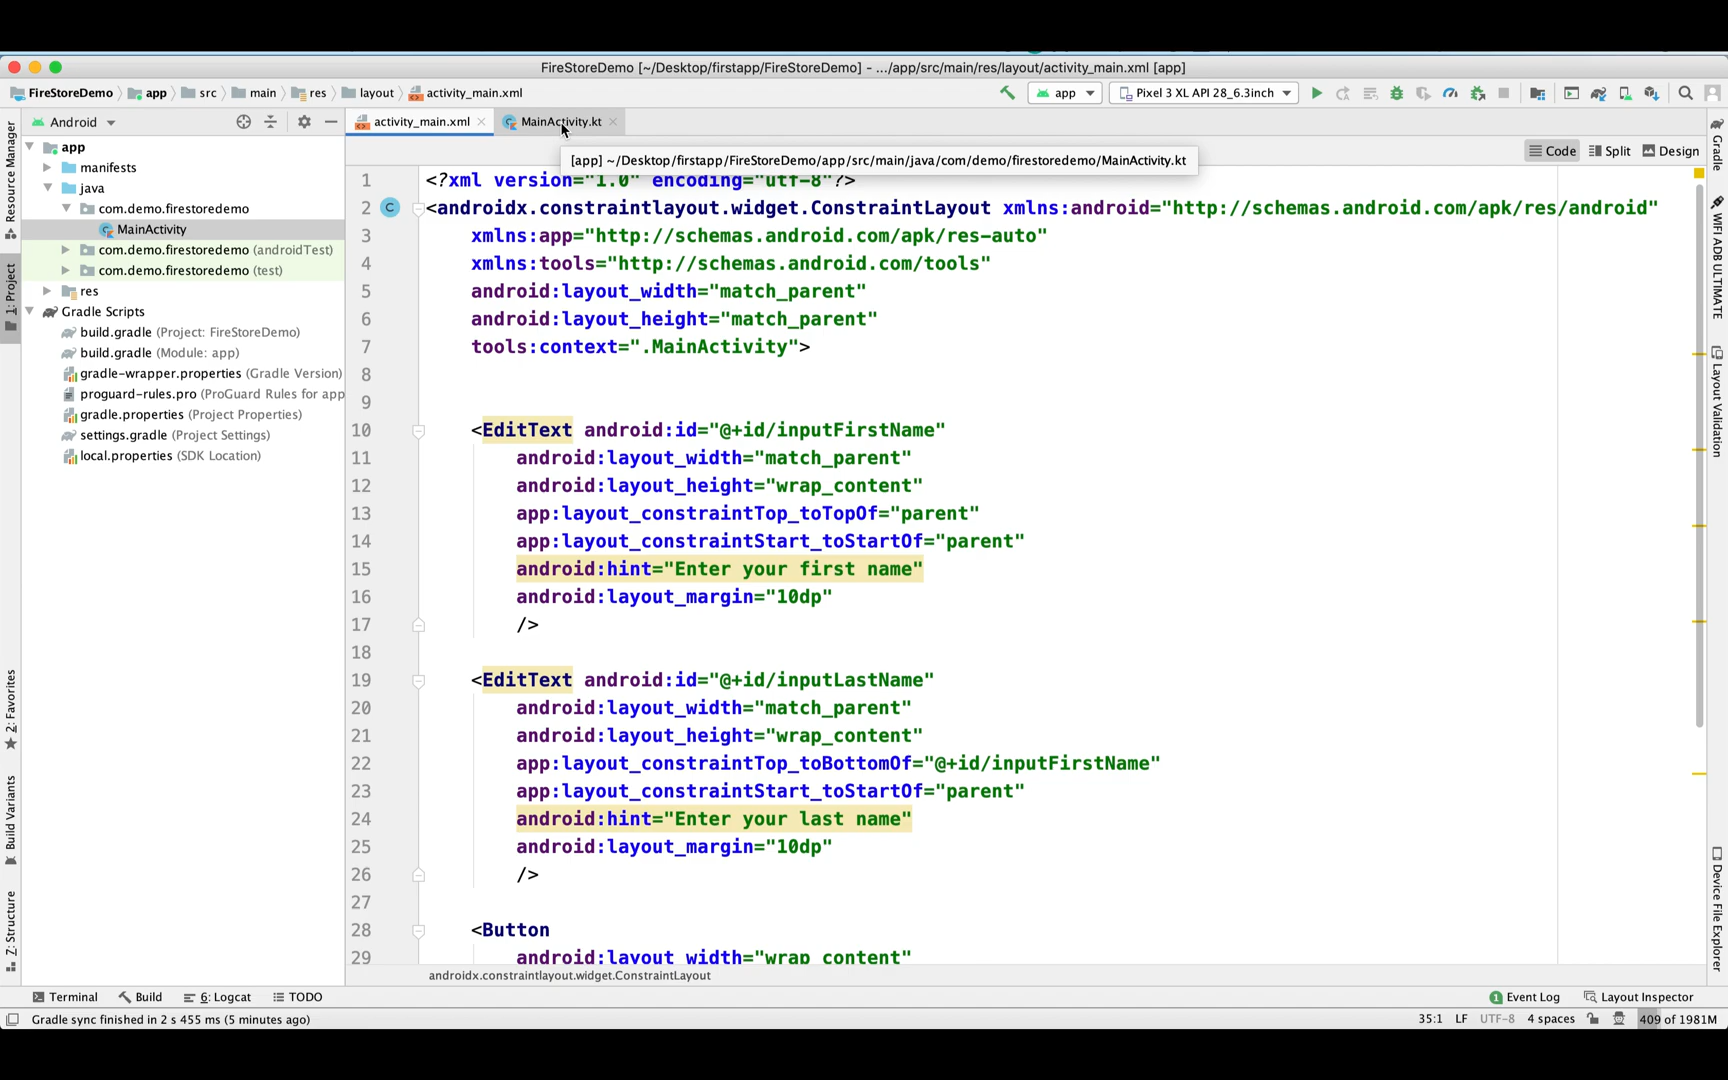 FireStoreDemo [~/Desktop/firstapp/FireStoreDemo] - .../app/src/main/res/layout/activity_main.xml [app]
FireStoreDemo app src main res layout activity_main.xml app Pixel 3 XL API 28_6.3inch
Android activity_main.xml MainActivity.kt
Code Split Design
[app] ~/Desktop/firstapp/FireStoreDemo/app/src/main/java/com/demo/firestoredemo/MainActivity.kt
app
manifests
java
com.demo.firestoredemo
MainActivity
com.demo.firestoredemo (androidTest)
com.demo.firestoredemo (test)
res
Gradle Scripts
build.gradle (Project: FireStoreDemo)
build.gradle (Module: app)
gradle-wrapper.properties (Gradle Version)
proguard-rules.pro (ProGuard Rules for app
gradle.properties (Project Properties)
settings.gradle (Project Settings)
local.properties (SDK Location)
1 <?xml version="1.0" encoding="utf-8"?>
2 C <androidx.constraintlayout.widget.ConstraintLayout xmlns:android="http://schemas.android.com/apk/res/android"
3 xmlns:app="http://schemas.android.com/apk/res-auto"
4 xmlns:tools="http://schemas.android.com/tools"
5 android:layout_width="match_parent"
6 android:layout_height="match_parent"
7 tools:context=".MainActivity">
8
9
10 <EditText android:id="@+id/inputFirstName"
11 android:layout_width="match_parent"
12 android:layout_height="wrap_content"
13 app:layout_constraintTop_toTopOf="parent"
14 app:layout_constraintStart_toStartOf="parent"
15 android:hint="Enter your first name"
16 android:layout_margin="10dp"
17 />
18
19 <EditText android:id="@+id/inputLastName"
20 android:layout_width="match_parent"
21 android:layout_height="wrap_content"
22 app:layout_constraintTop_toBottomOf="@+id/inputFirstName"
23 app:layout_constraintStart_toStartOf="parent"
24 android:hint="Enter your last name"
25 android:layout_margin="10dp"
26 />
27
28 <Button
29 android:layout_width="wrap_content"
androidx.constraintlayout.widget.ConstraintLayout
Resource Manager
1: Project
2: Favorites
Build Variants
Z: Structure
Gradle
WIFI ADB ULTIMATE
Layout Validation
Device File Explorer
Terminal Build 6: Logcat TODO 1 Event Log Layout Inspector
Gradle sync finished in 2 s 455 ms (5 minutes ago) 35:1 LF UTF-8 4 spaces 409 of 1981M